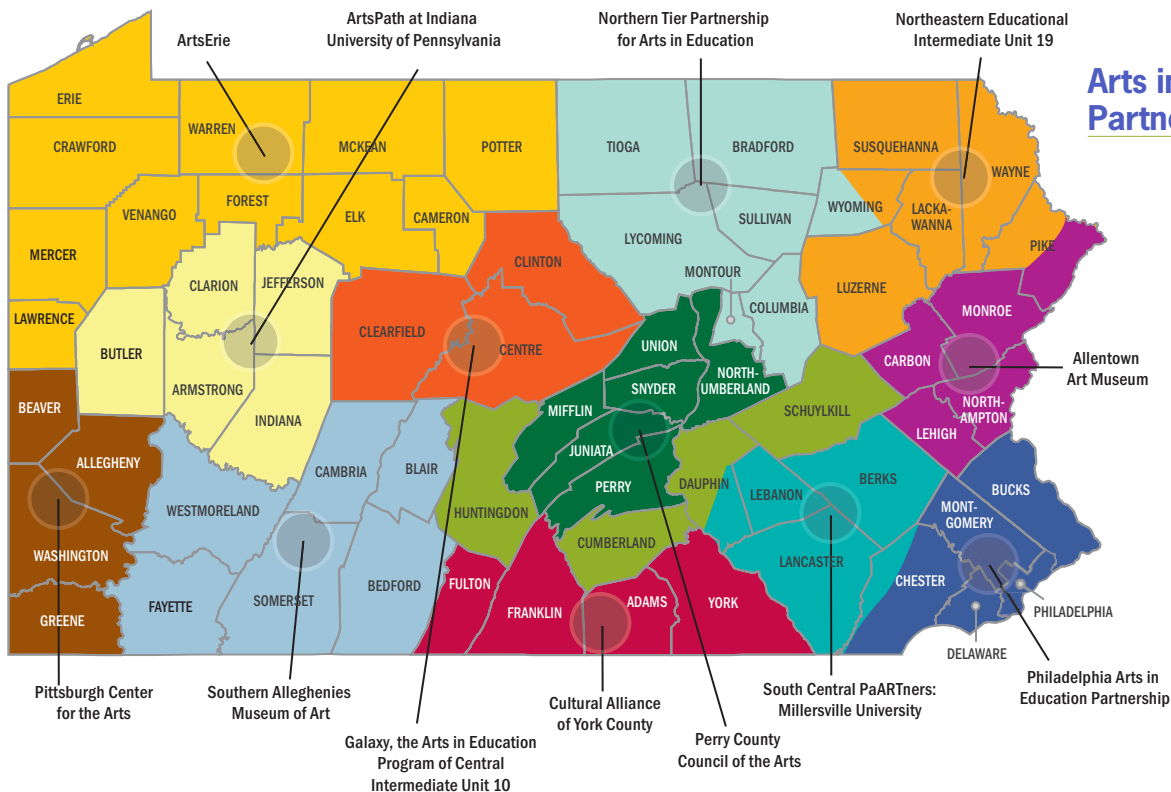 ArtsErie
ArtsPath at Indiana
University of Pennsylvania
Northern Tier Partnership
for Arts in Education
Northeastern Educational
Intermediate Unit 19
Arts in
Partne
ERIE
CRAWFORD
WARREN
MCKEAN
POTTER
TIOGA
BRADFORD
SUSQUEHANNA
WAYNE
MERCER
VENANGO
FOREST
ELK
CAMERON
CLINTON
LYCOMING
SULLIVAN
WYOMING
LACKA-
WANNA
PIKE
LAWRENCE
CLARION
JEFFERSON
CLEARFIELD
CENTRE
MONTOUR
COLUMBIA
LUZERNE
MONROE
BUTLER
ARMSTRONG
INDIANA
UNION
SNYDER
NORTH-
UMBERLAND
CARBON
Allentown
Art Museum
BEAVER
ALLEGHENY
CAMBRIA
BLAIR
MIFFLIN
JUNIATA
PERRY
SCHUYLKILL
LEHIGH
NORTH-
AMPTON
WESTMORELAND
HUNTINGDON
DAUPHIN
LEBANON
BERKS
MONT-
GOMERY
BUCKS
WASHINGTON
GREENE
FAYETTE
SOMERSET
BEDFORD
FULTON
FRANKLIN
CUMBERLAND
ADAMS
YORK
LANCASTER
CHESTER
PHILADELPHIA
DELAWARE
Pittsburgh Center
for the Arts
Southern Alleghenies
Museum of Art
Galaxy, the Arts in Education
Program of Central
Intermediate Unit 10
Cultural Alliance
of York County
Perry County
Council of the Arts
South Central PaARTners:
Millersville University
Philadelphia Arts in
Education Partnership